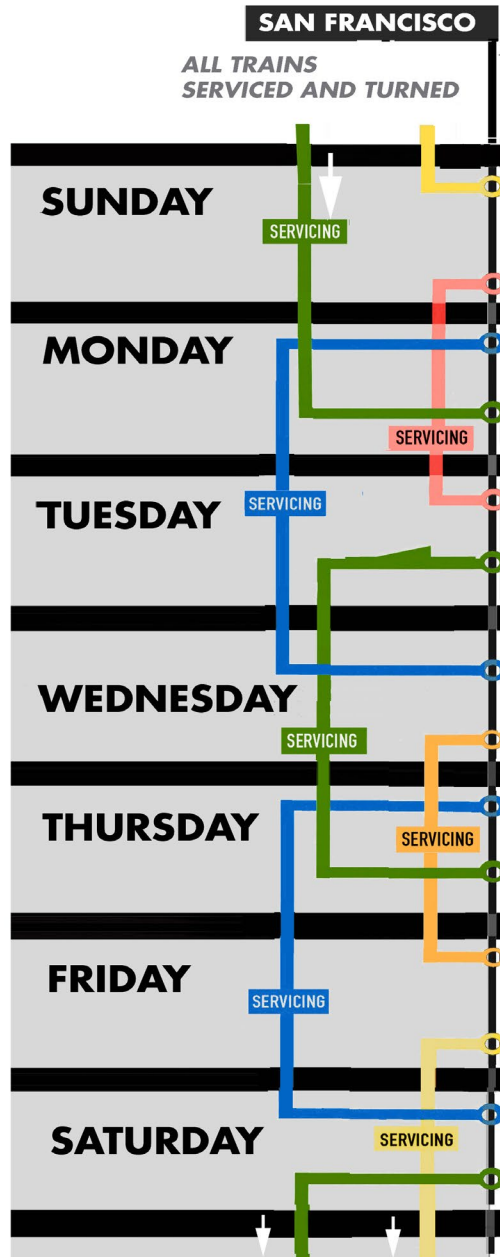 SAN FRANCISCO
ALL TRAINS
SERVICED AND TURNED
SUNDAY
SERVICING
MONDAY
SERVICING
SERVICING
TUESDAY
WEDNESDAY
SERVICING
THURSDAY
SERVICING
FRIDAY
SERVICING
SATURDAY
SERVICING